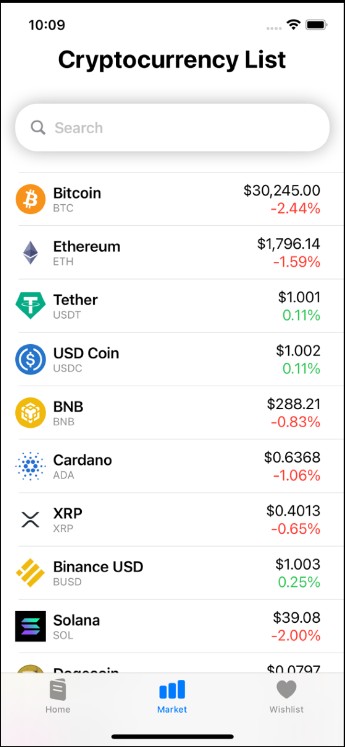 10:09
Cryptocurrency List
Search
Bitcoin $30,245.00
BTC -2.44%
Ethereum $1,796.14
ETH -1.59%
Tether $1.001
USDT 0.11%
USD Coin $1.002
USDC 0.11%
BNB $288.21
BNB -0.83%
Cardano $0.6368
ADA -1.06%
XRP $0.4013
XRP -0.65%
Binance USD $1.003
BUSD 0.25%
Solana $39.08
SOL -2.00%
Dogecoin $0.0797
Home Market Wishlist